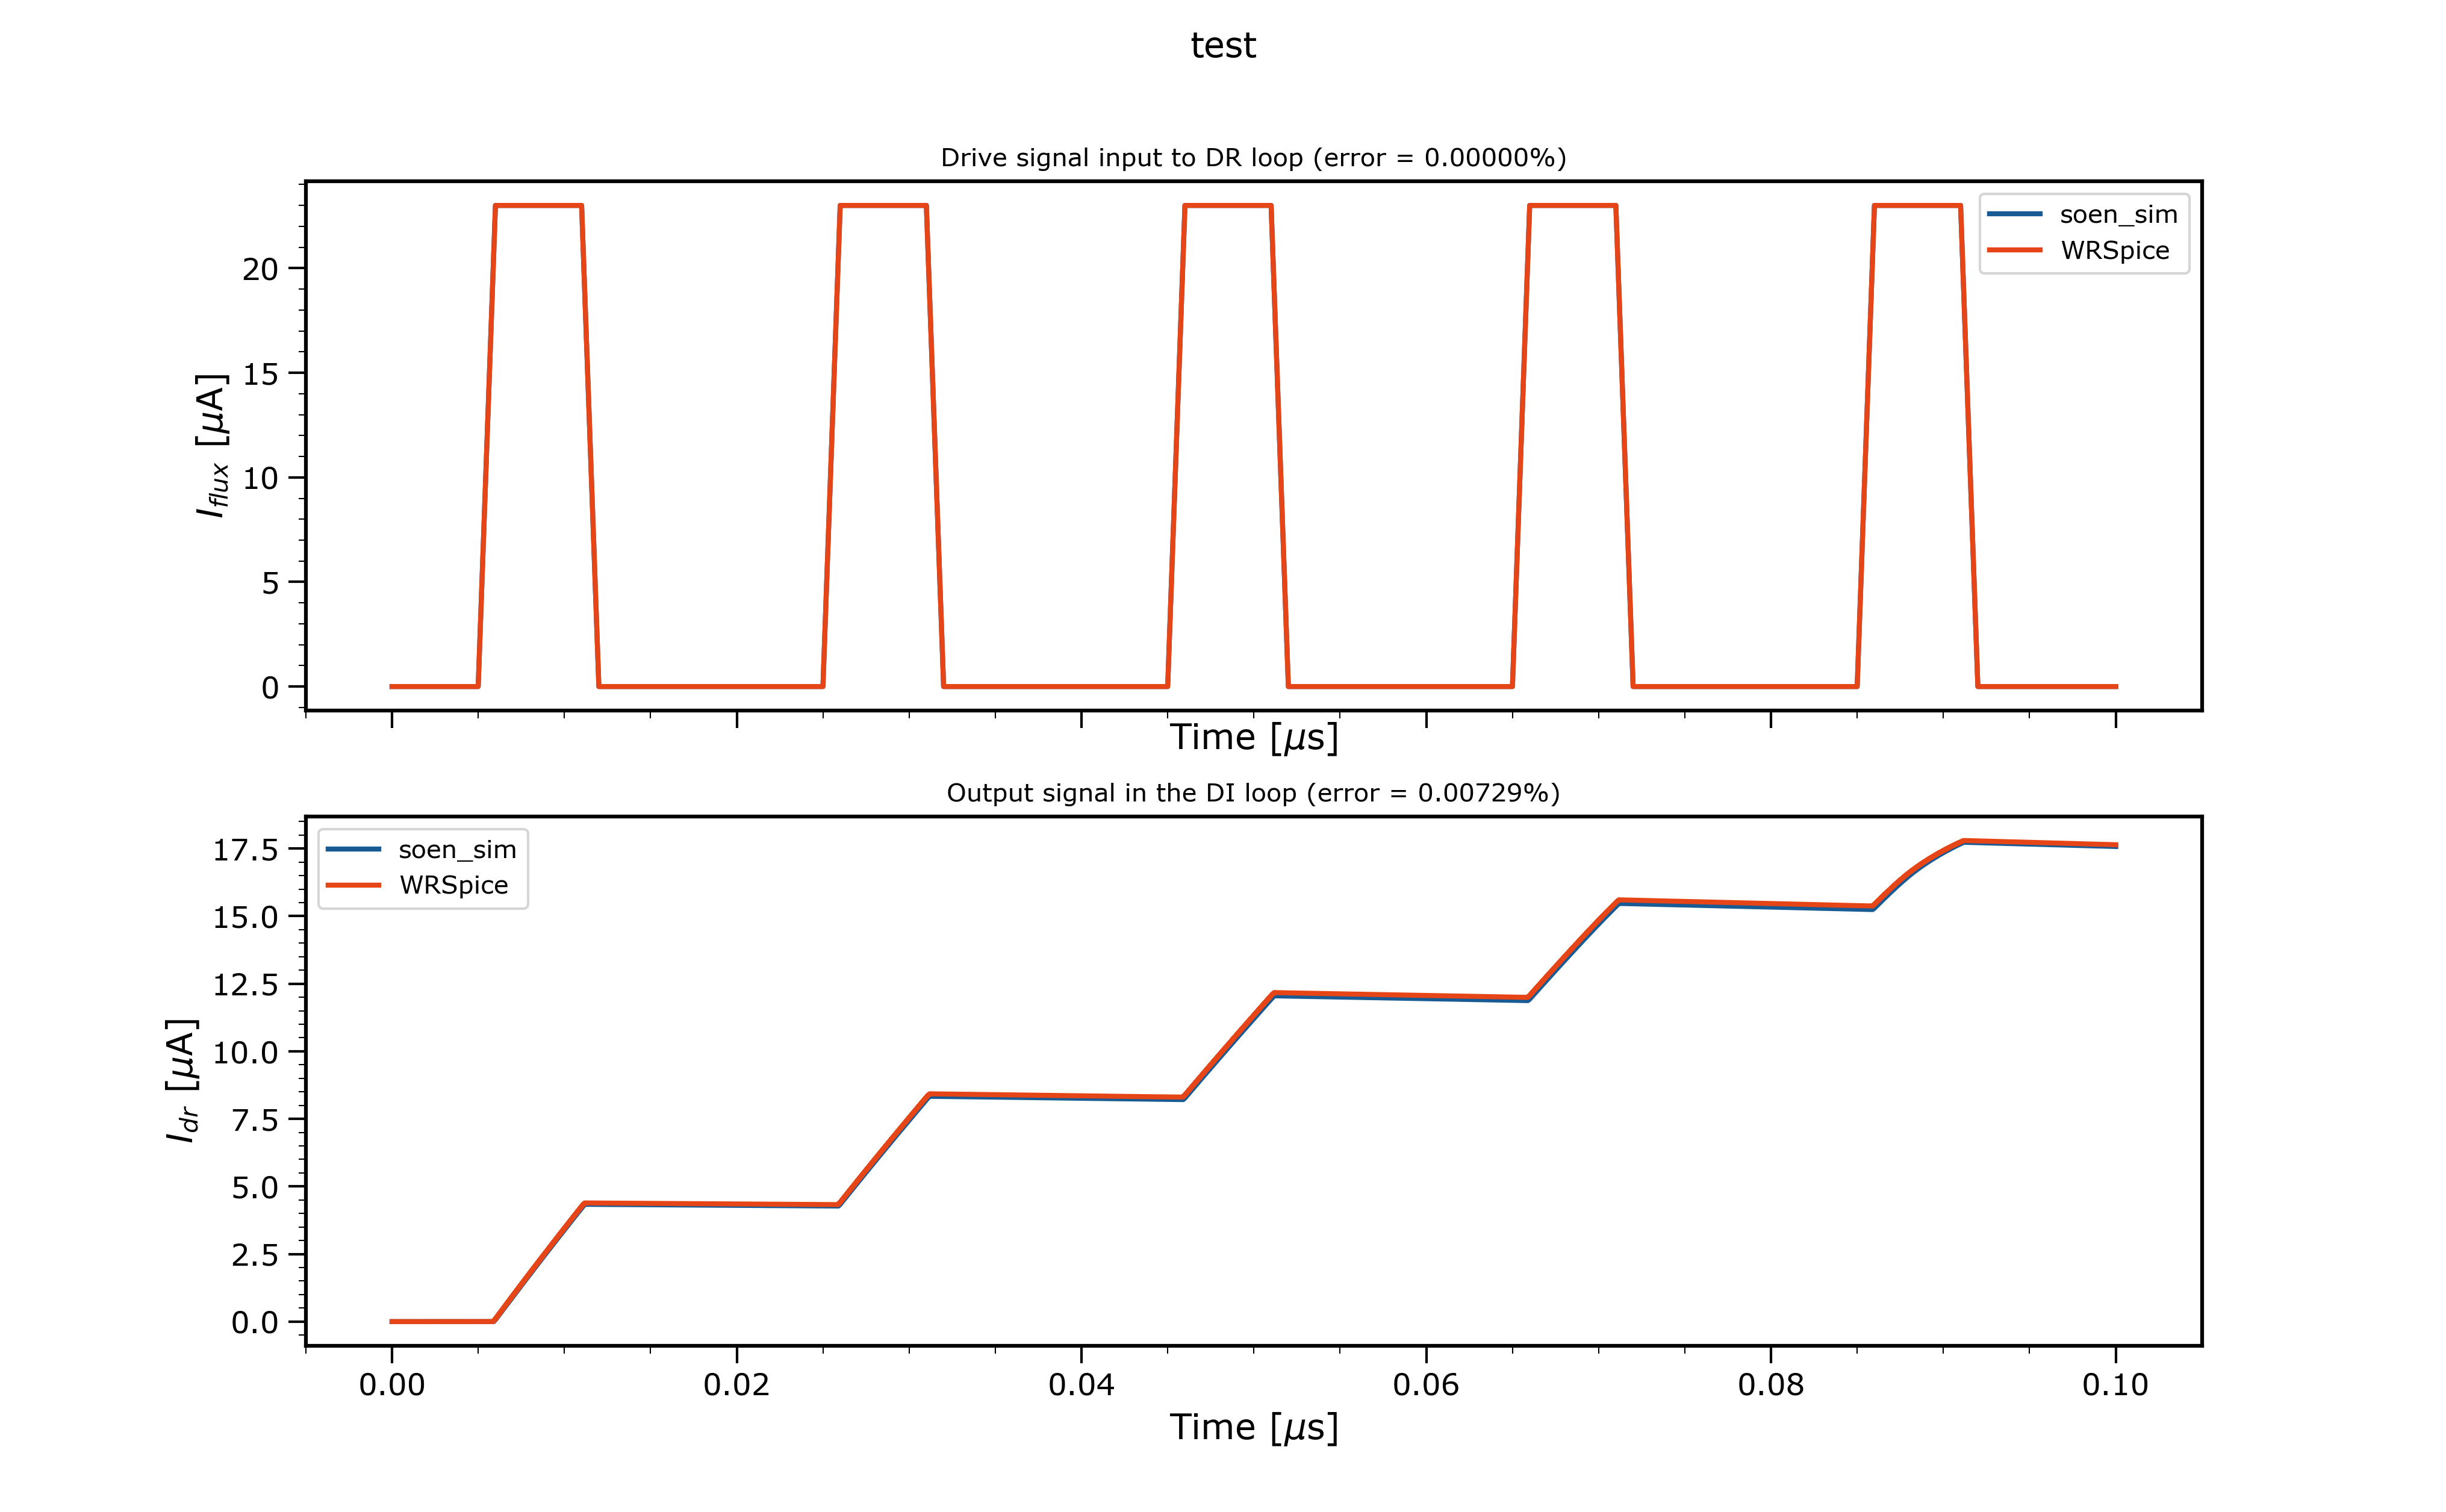 test
Drive signal input to DR loop (error = 0.00000%)
soen_sim
WRSpice
I_flux [μA]
20
15
10
5
0
Time [μs]
Output signal in the DI loop (error = 0.00729%)
soen_sim
WRSpice
I_dr [μA]
17.5
15.0
12.5
10.0
7.5
5.0
2.5
0.0
0.00 0.02 0.04 0.06 0.08 0.10
Time [μs]